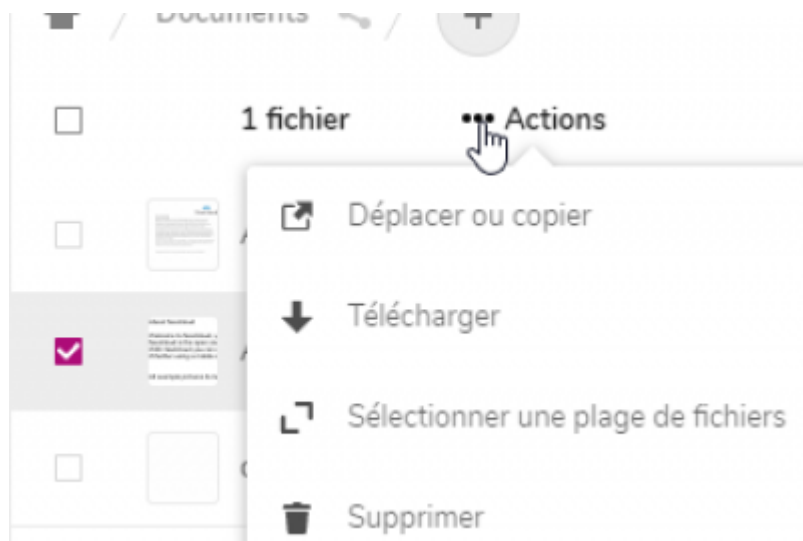 Documents
1 fichier
Actions
Déplacer ou copier
Télécharger
Sélectionner une plage de fichiers
Supprimer